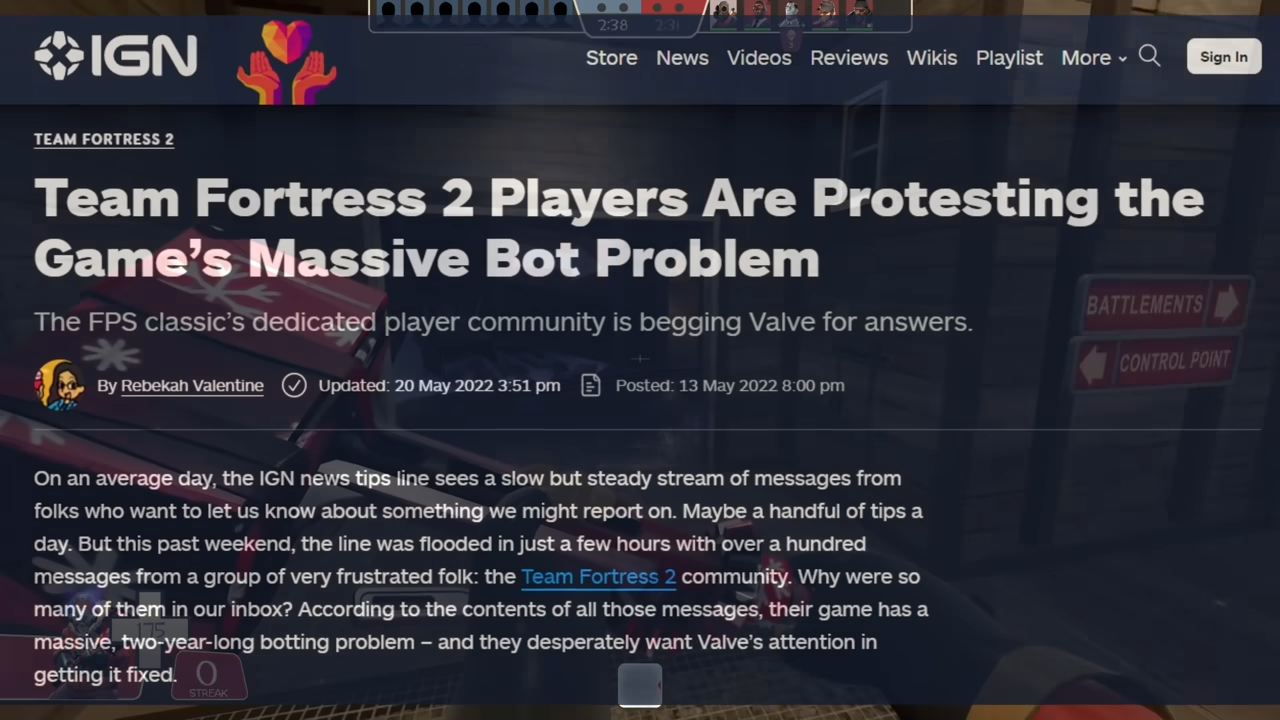 2:38
IGN
Store News Videos Reviews Wikis Playlist More Sign In
TEAM FORTRESS 2
Team Fortress 2 Players Are Protesting the
Game's Massive Bot Problem
The FPS classic's dedicated player community is begging Valve for answers.
BATTLEMENTS
CONTROL POINT
By Rebekah Valentine Updated: 20 May 2022 3:51 pm Posted: 13 May 2022 8:00 pm
On an average day, the IGN news tips line sees a slow but steady stream of messages from
folks who want to let us know about something we might report on. Maybe a handful of tips a
day. But this past weekend, the line was flooded in just a few hours with over a hundred
messages from a group of very frustrated folk: the Team Fortress 2 community. Why were so
many of them in our inbox? According to the contents of all those messages, their game has a
175
massive, two-year-long botting problem – and they desperately want Valve's attention in
getting it fixed.
0
STREAK